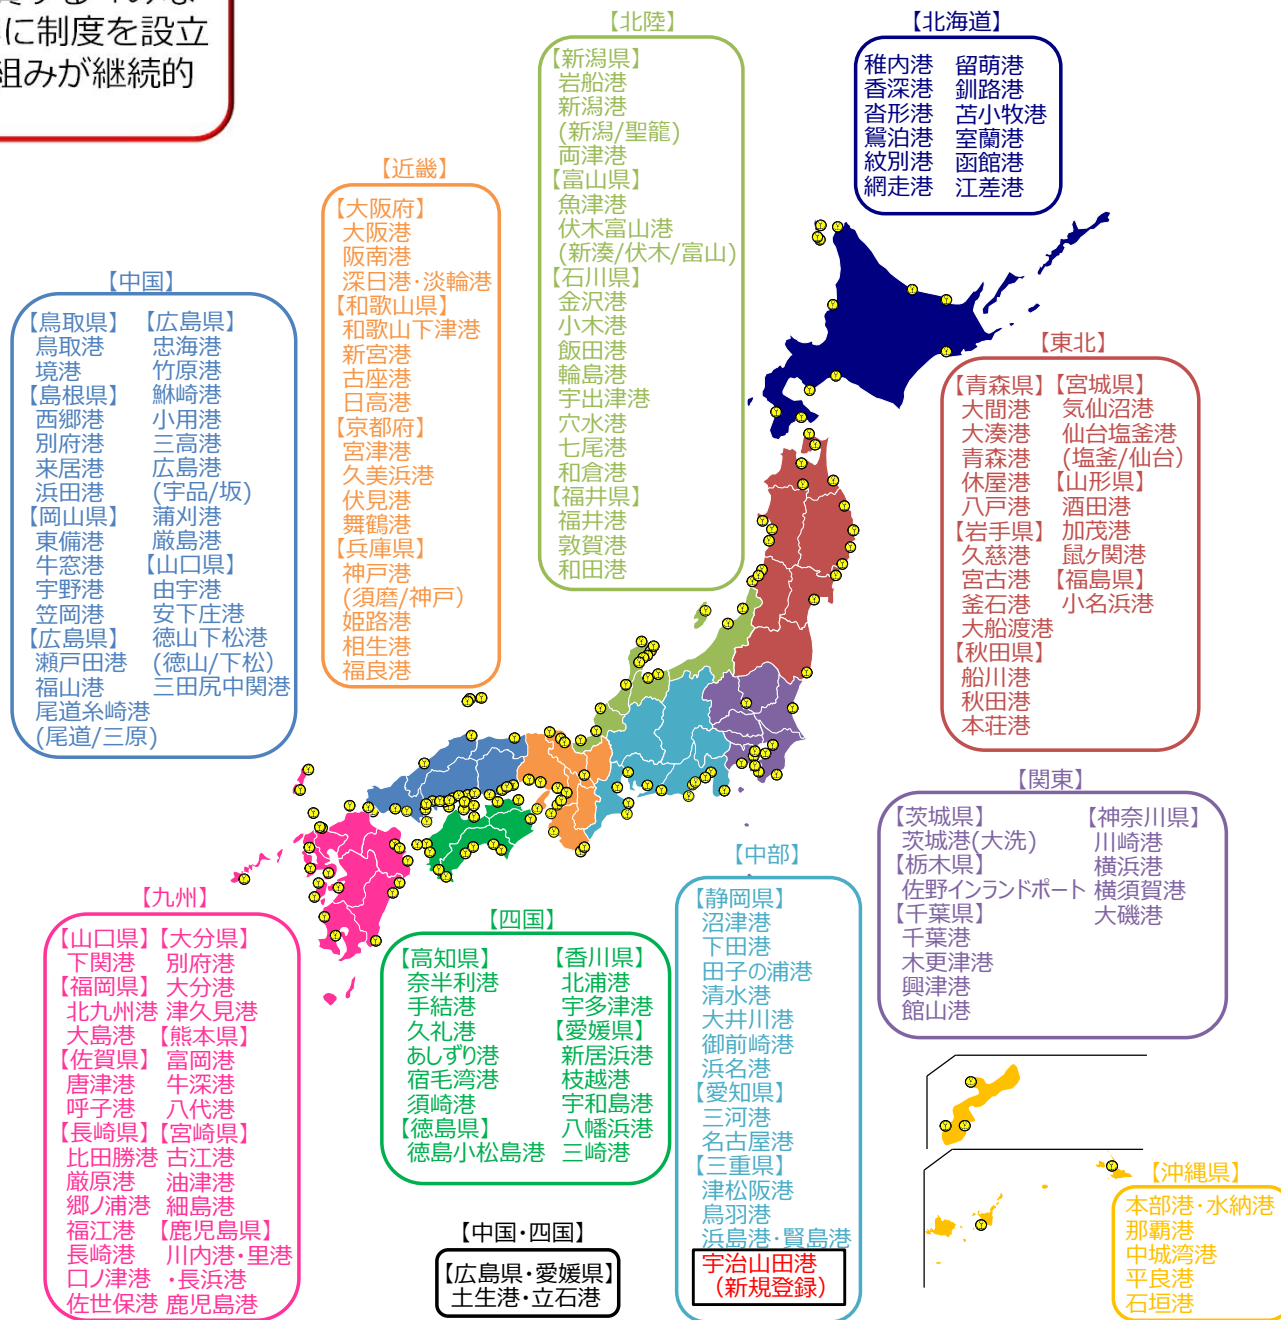 に制度を設立
組みが継続的
【北陸】
【新潟県】
岩船港
新潟港
(新潟/聖籠)
両津港
【富山県】
魚津港
伏木富山港
(新湊/伏木/富山)
【石川県】
金沢港
小木港
飯田港
輪島港
宇出津港
穴水港
七尾港
和倉港
【福井県】
福井港
敦賀港
和田港
【北海道】
稚内港 留萌港
香深港 釧路港
沓形港 苫小牧港
鴛泊港 室蘭港
紋別港 函館港
網走港 江差港
【近畿】
【大阪府】
大阪港
阪南港
深日港・淡輪港
【和歌山県】
和歌山下津港
新宮港
古座港
日高港
【京都府】
宮津港
久美浜港
伏見港
舞鶴港
【兵庫県】
神戸港
(須磨/神戸)
姫路港
相生港
福良港
【中国】
【鳥取県】
鳥取港
境港
【島根県】
西郷港
別府港
来居港
浜田港
【岡山県】
東備港
牛窓港
宇野港
笠岡港
【広島県】
瀬戸田港
福山港
尾道糸崎港
(尾道/三原)
【広島県】
忠海港
竹原港
鮴崎港
小用港
三高港
広島港
(宇品/坂)
蒲刈港
厳島港
【山口県】
由宇港
安下庄港
徳山下松港
(徳山/下松)
三田尻中関港
【東北】
【青森県】
大間港
大湊港
青森港
休屋港
八戸港
【岩手県】
久慈港
宮古港
釜石港
大船渡港
【秋田県】
船川港
秋田港
本荘港
【宮城県】
気仙沼港
仙台塩釜港
(塩釜/仙台)
【山形県】
酒田港
加茂港
鼠ヶ関港
【福島県】
小名浜港
【関東】
【茨城県】
茨城港(大洗)
【栃木県】
佐野インランドポート
【千葉県】
千葉港
木更津港
興津港
館山港
【神奈川県】
川崎港
横浜港
横須賀港
大磯港
【中部】
【静岡県】
沼津港
下田港
田子の浦港
清水港
大井川港
御前崎港
浜名港
【愛知県】
三河港
名古屋港
【三重県】
津松阪港
鳥羽港
浜島港・賢島港
宇治山田港
(新規登録)
【九州】
【山口県】
下関港
【福岡県】
北九州港
大島港
【佐賀県】
唐津港
呼子港
【長崎県】
比田勝港
厳原港
郷ノ浦港
福江港
長崎港
口ノ津港
佐世保港
【大分県】
別府港
大分港
津久見港
【熊本県】
富岡港
牛深港
八代港
【宮崎県】
古江港
油津港
細島港
【鹿児島県】
川内港・里港
・長浜港
鹿児島港
【四国】
【高知県】
奈半利港
手結港
久礼港
あしずり港
宿毛湾港
須崎港
【徳島県】
徳島小松島港
【香川県】
北浦港
宇多津港
【愛媛県】
新居浜港
枝越港
宇和島港
八幡浜港
三崎港
【中国・四国】
【広島県・愛媛県】
土生港・立石港
【沖縄県】
本部港・水納港
那覇港
中城湾港
平良港
石垣港